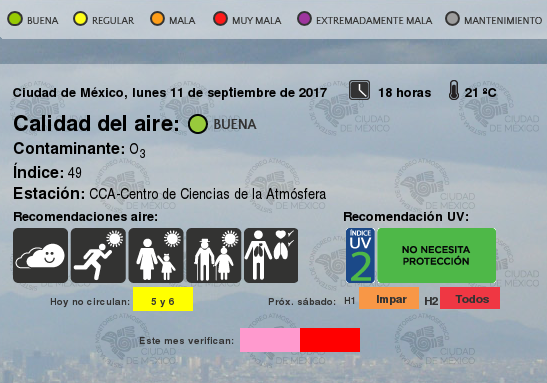 BUENA REGULAR MALA MUY MALA EXTREMADAMENTE MALA MANTENIMIENTO
Ciudad de México, lunes 11 de septiembre de 2017 18 horas 21 ºC
Calidad del aire: BUENA
Contaminante: O3
Índice: 49
Estación: CCA-Centro de Ciencias de la Atmósfera
Recomendaciones aire: Recomendación UV:
ÍNDICE
UV
2
NO NECESITA
PROTECCIÓN
Hoy no circulan: 5 y 6 Próx. sábado: H1 Impar H2 Todos
Este mes verifican: